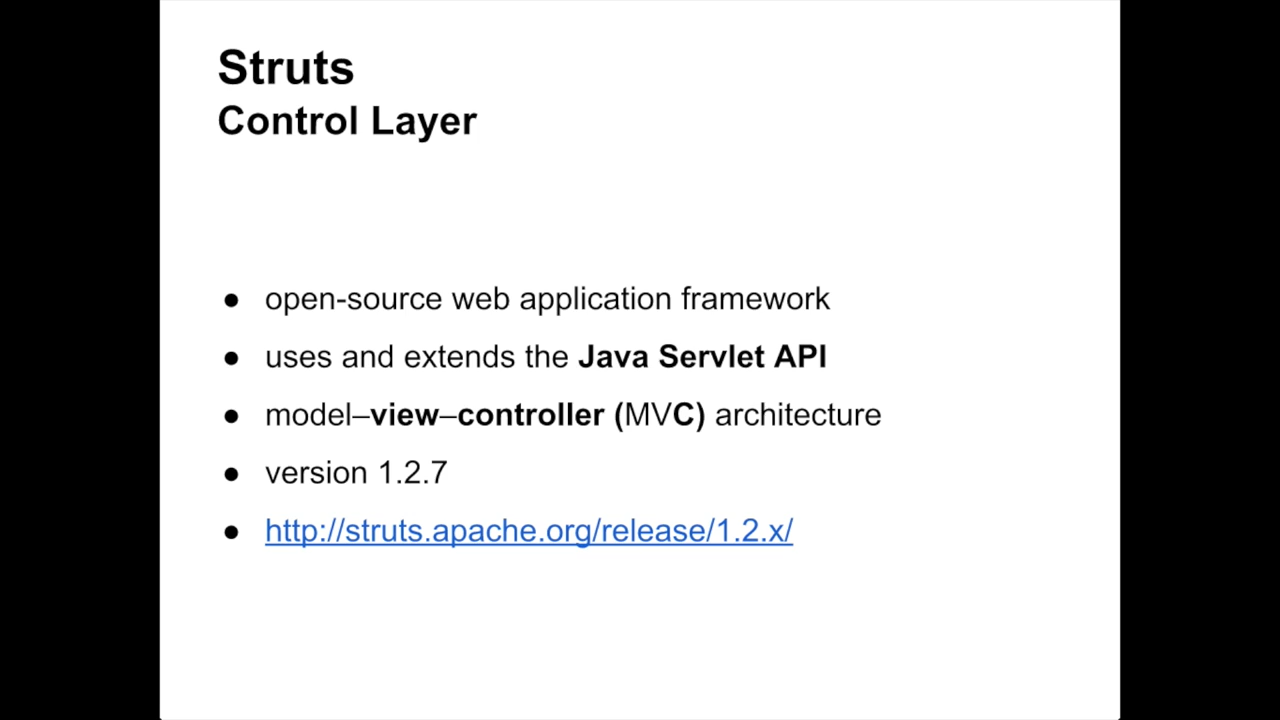 Struts
Control Layer
● open-source web application framework
● uses and extends the Java Servlet API
● model–view–controller (MVC) architecture
● version 1.2.7
● http://struts.apache.org/release/1.2.x/